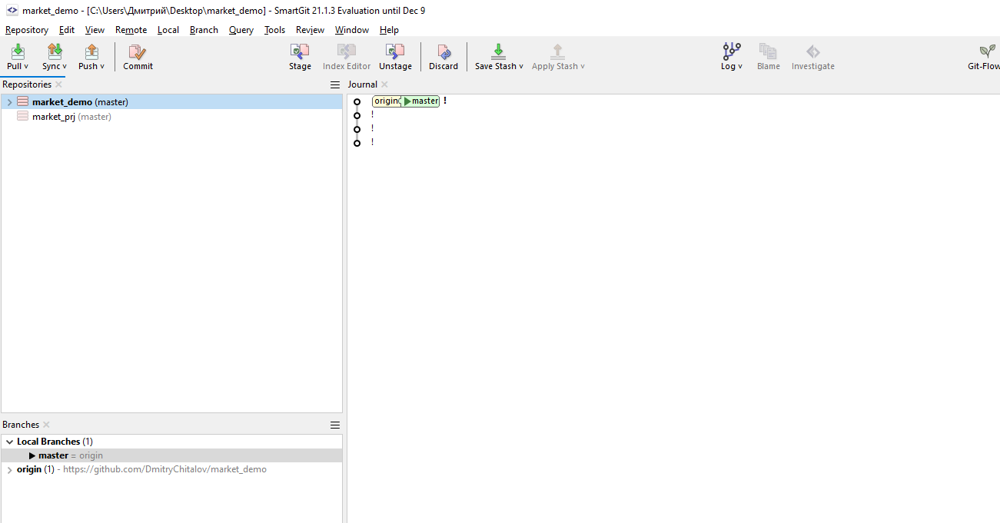 market_demo - [C:\Users\Дмитрий\Desktop\market_demo] - SmartGit 21.1.3 Evaluation until Dec 9
Repository Edit View Remote Local Branch Query Tools Review Window Help
Pull Sync Push Commit Stage Index Editor Unstage Discard Save Stash Apply Stash Log Blame Investigate Git-Flow
Repositories
Journal
market_demo (master)
market_prj (master)
origin master !
!
!
!
Branches
Local Branches (1)
master = origin
origin (1) - https://github.com/DmitryChitalov/market_demo